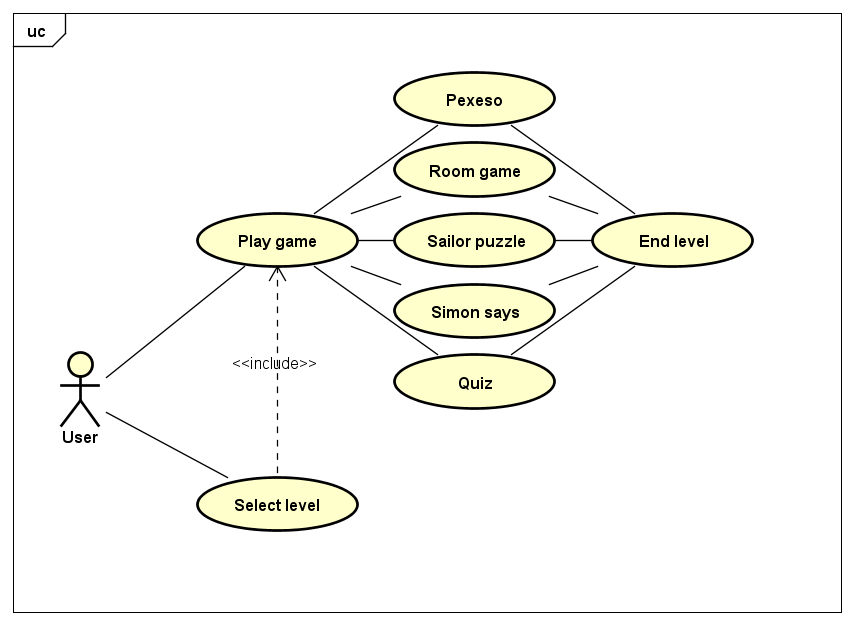 uc
Pexeso
Room game
Play game
Sailor puzzle
End level
Simon says
<<include>>
Quiz
User
Select level